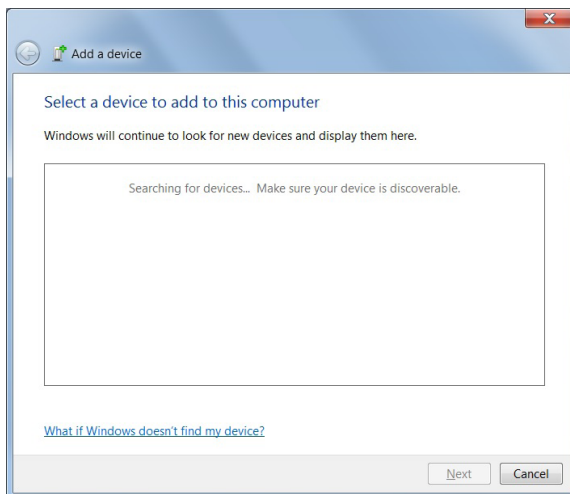 X
Add a device
Select a device to add to this computer
Windows will continue to look for new devices and display them here.
Searching for devices... Make sure your device is discoverable.
What if Windows doesn't find my device?
Next Cancel